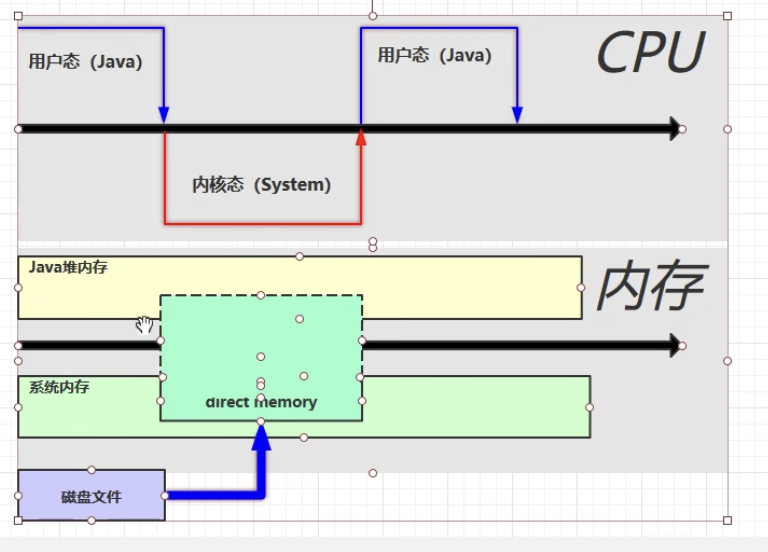 用户态（Java）
用户态（Java）
CPU
内核态（System）
Java堆内存
内存
系统内存
direct memory
磁盘文件